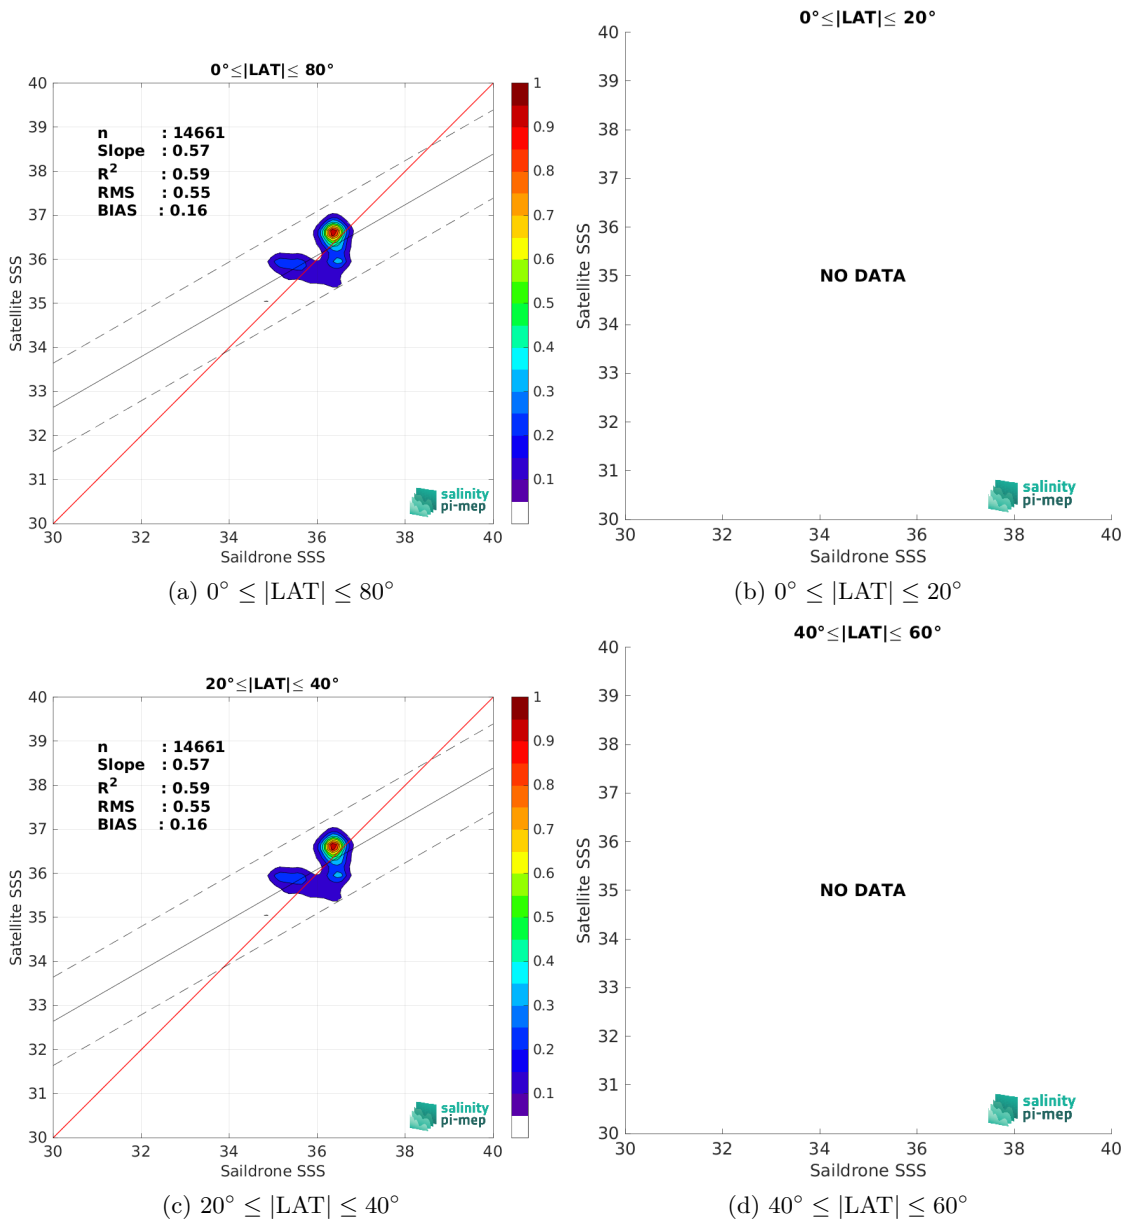 0°≤|LAT|≤ 80°
40
39
38
37
36
35
34
33
32
31
30
30 32 34 36 38 40
Satellite SSS
Saildrone SSS
n : 14661
Slope : 0.57
R² : 0.59
RMS : 0.55
BIAS : 0.16
1
0.9
0.8
0.7
0.6
0.5
0.4
0.3
0.2
0.1
salinity
pi-mep
(a) 0° ≤ |LAT| ≤ 80°
0°≤|LAT|≤ 20°
40
39
38
37
36
35
34
33
32
31
30
30 32 34 36 38 40
Satellite SSS
Saildrone SSS
NO DATA
salinity
pi-mep
(b) 0° ≤ |LAT| ≤ 20°
20°≤|LAT|≤ 40°
40
39
38
37
36
35
34
33
32
31
30
30 32 34 36 38 40
Satellite SSS
Saildrone SSS
n : 14661
Slope : 0.57
R² : 0.59
RMS : 0.55
BIAS : 0.16
1
0.9
0.8
0.7
0.6
0.5
0.4
0.3
0.2
0.1
salinity
pi-mep
(c) 20° ≤ |LAT| ≤ 40°
40°≤|LAT|≤ 60°
40
39
38
37
36
35
34
33
32
31
30
30 32 34 36 38 40
Satellite SSS
Saildrone SSS
NO DATA
salinity
pi-mep
(d) 40° ≤ |LAT| ≤ 60°